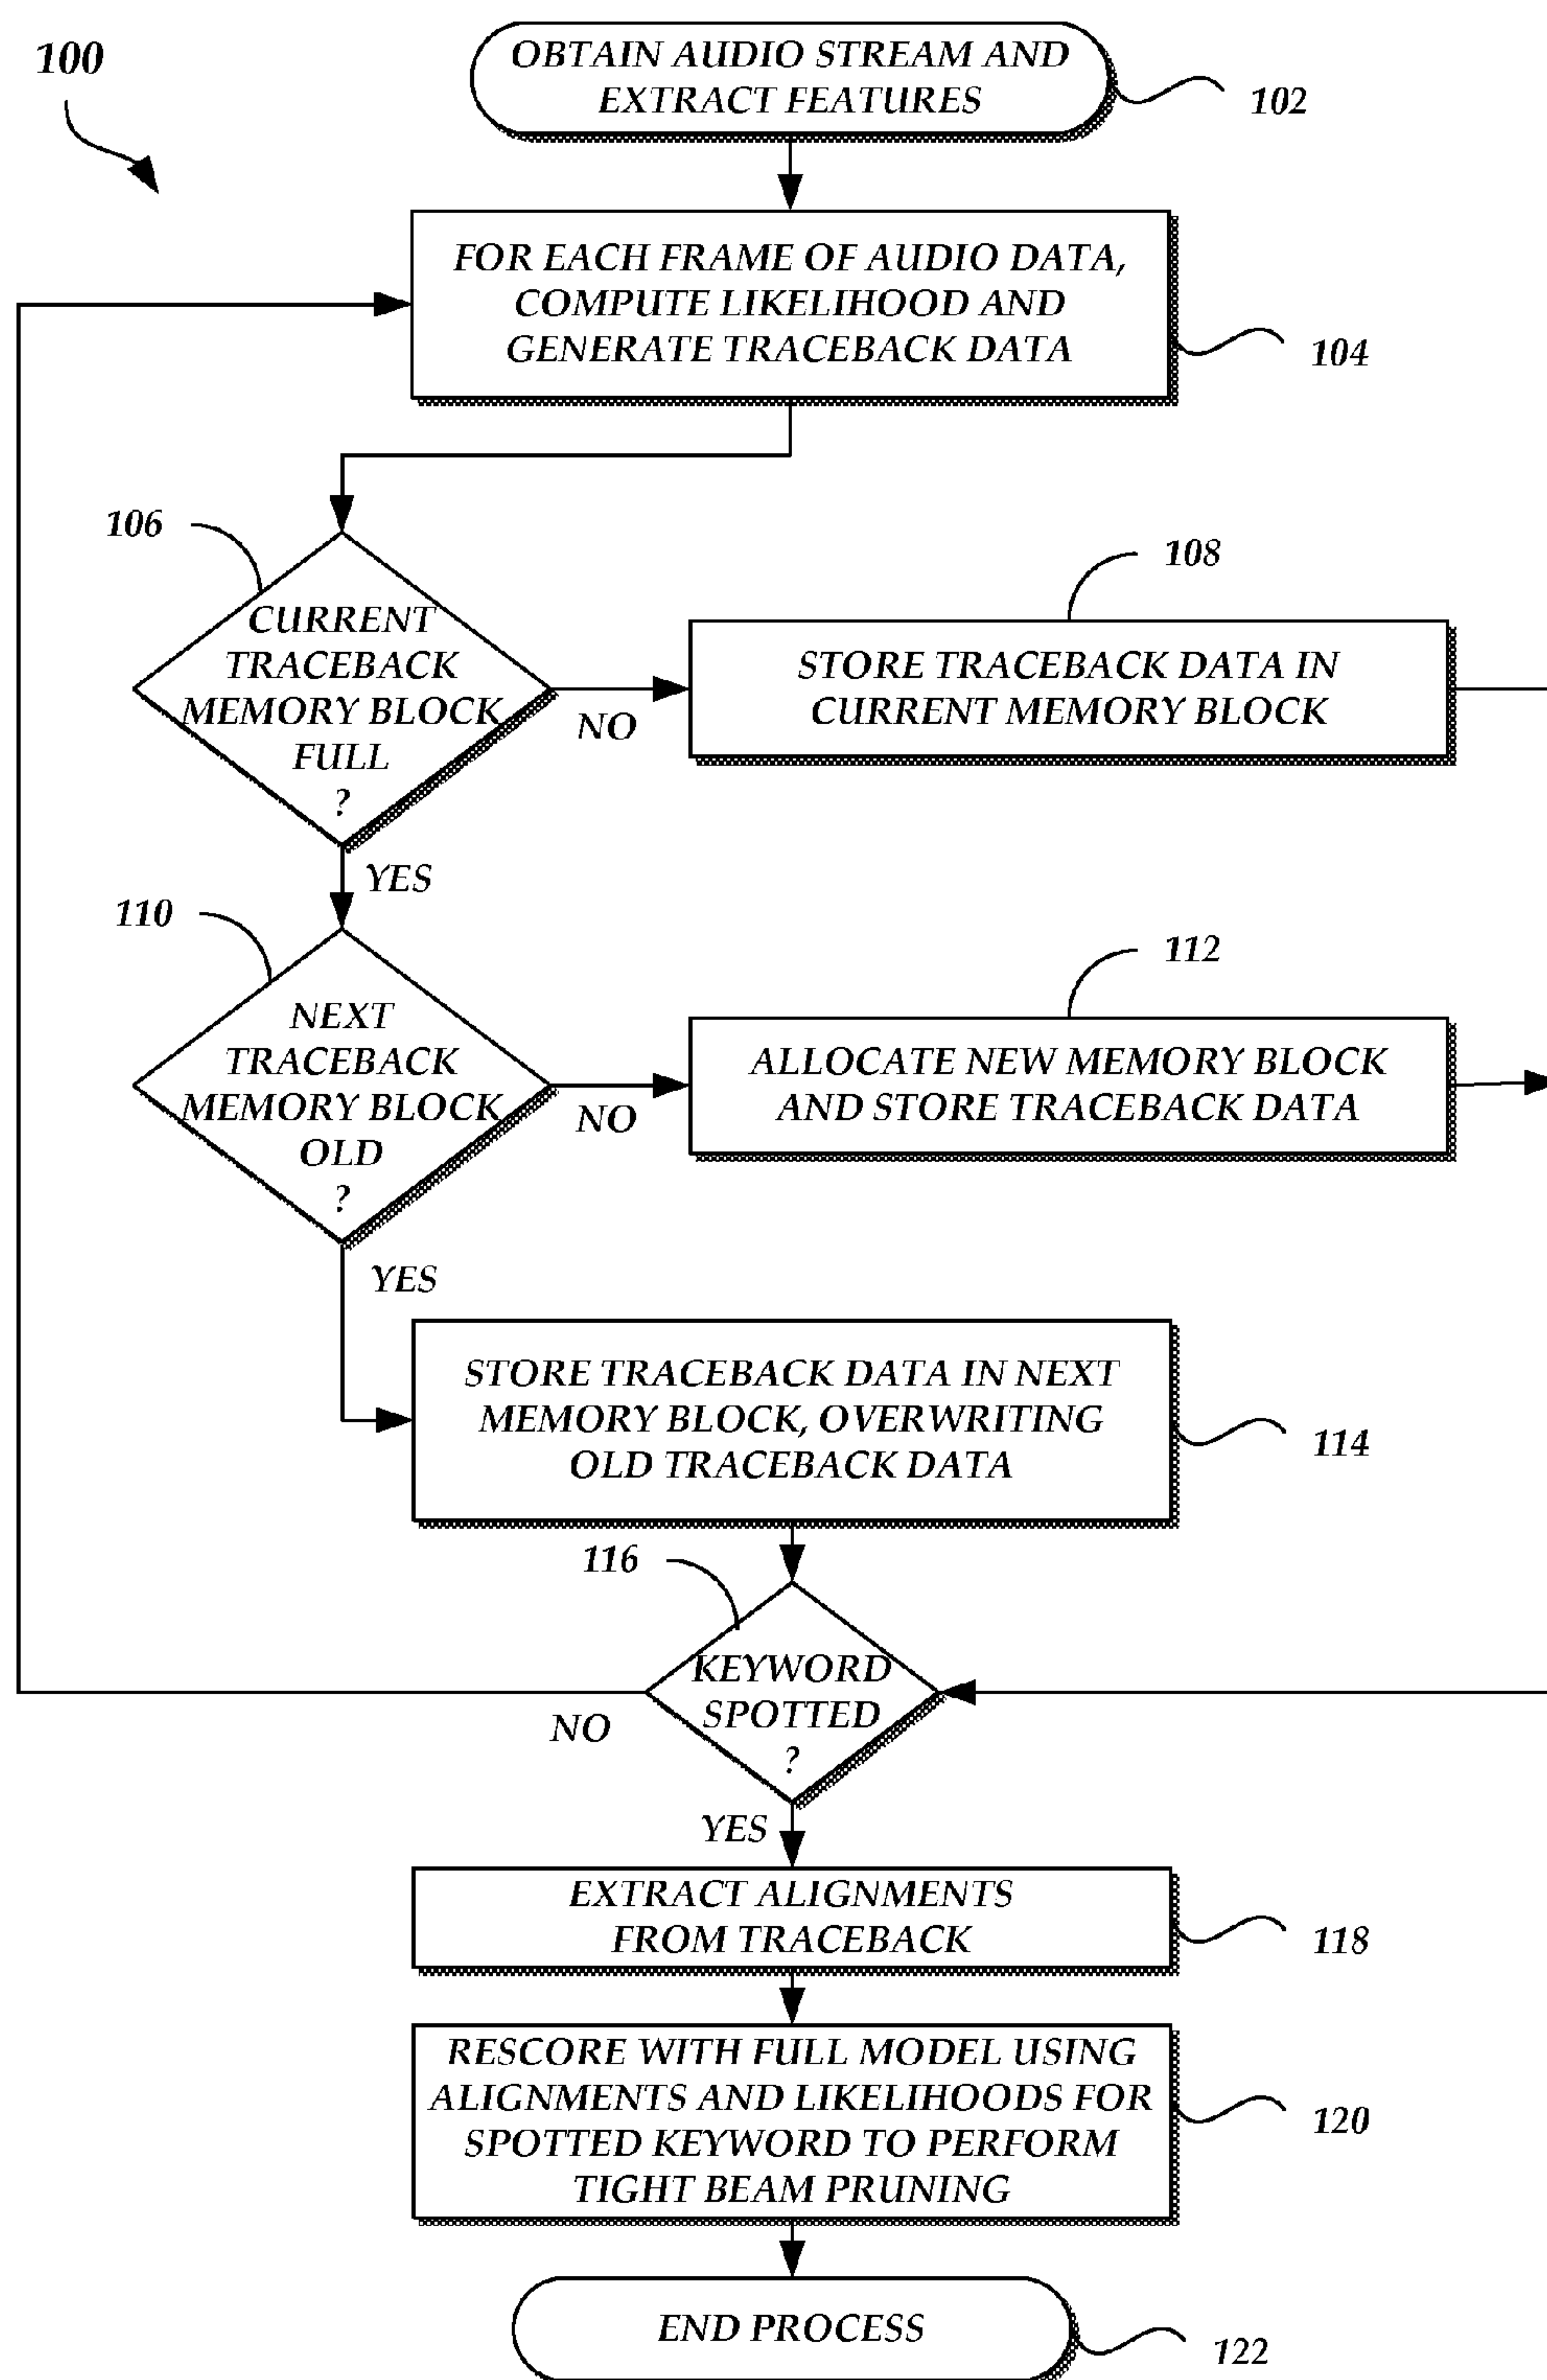 100
OBTAIN AUDIO STREAM AND
EXTRACT FEATURES
102
FOR EACH FRAME OF AUDIO DATA,
COMPUTE LIKELIHOOD AND
GENERATE TRACEBACK DATA
104
106
CURRENT
TRACEBACK
MEMORY BLOCK
FULL
?
NO
108
STORE TRACEBACK DATA IN
CURRENT MEMORY BLOCK
YES
110
NEXT
TRACEBACK
MEMORY BLOCK
OLD
?
NO
112
ALLOCATE NEW MEMORY BLOCK
AND STORE TRACEBACK DATA
YES
STORE TRACEBACK DATA IN NEXT
MEMORY BLOCK, OVERWRITING
OLD TRACEBACK DATA
114
116
KEYWORD
SPOTTED
?
NO
YES
EXTRACT ALIGNMENTS
FROM TRACEBACK
118
RESCORE WITH FULL MODEL USING
ALIGNMENTS AND LIKELIHOODS FOR
SPOTTED KEYWORD TO PERFORM
TIGHT BEAM PRUNING
120
END PROCESS
122